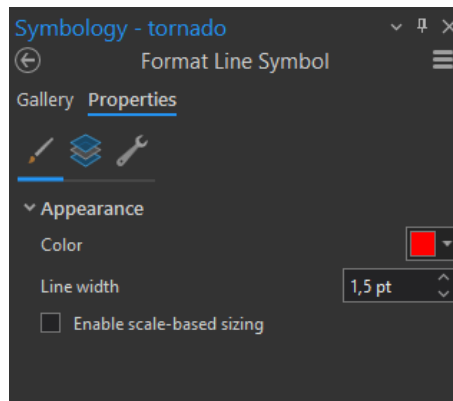 Symbology - tornado
Format Line Symbol
Gallery Properties
Appearance
Color
Line width 1,5 pt
Enable scale-based sizing